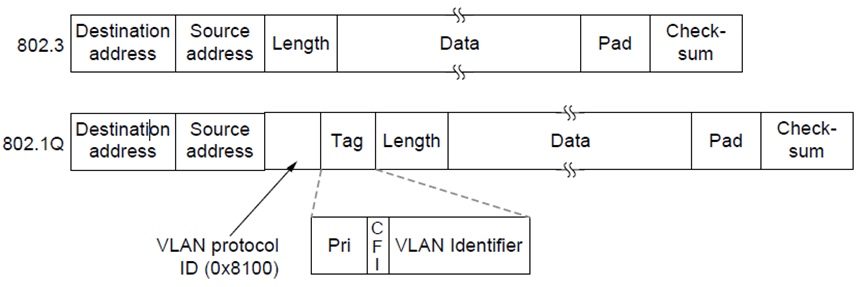 802.3
Destination
address
Source
address
Length
Data
Pad
Check-
sum
802.1Q
Destination
address
Source
address
Tag
Length
Data
Pad
Check-
sum
VLAN protocol
ID (0x8100)
Pri
C
F
I
VLAN Identifier